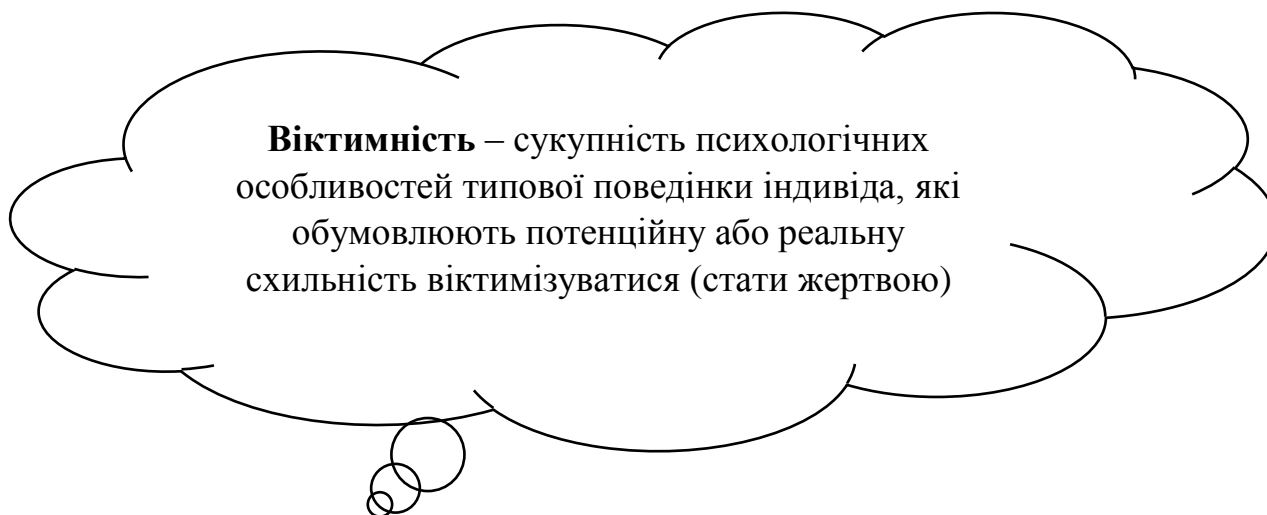 Віктимність – сукупність психологічних
особливостей типової поведінки індивіда, які
обумовлюють потенційну або реальну
схильність віктимізуватися (стати жертвою)